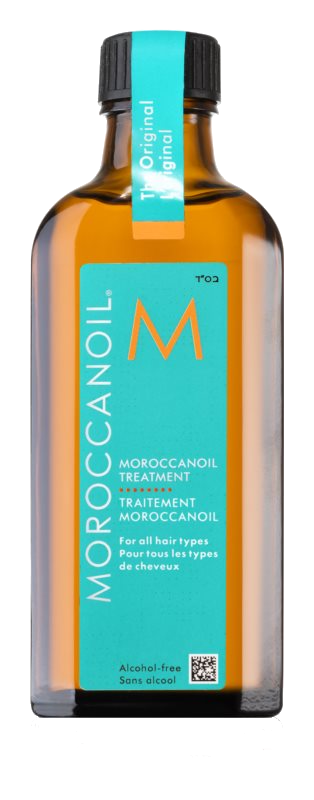 The Original
L'original
בס"ד
M
MOROCCANOIL®
MOROCCANOIL
TREATMENT
TRAITEMENT
MOROCCANOIL
For all hair types
Pour tous les types
de cheveux
Alcohol-free
Sans alcool